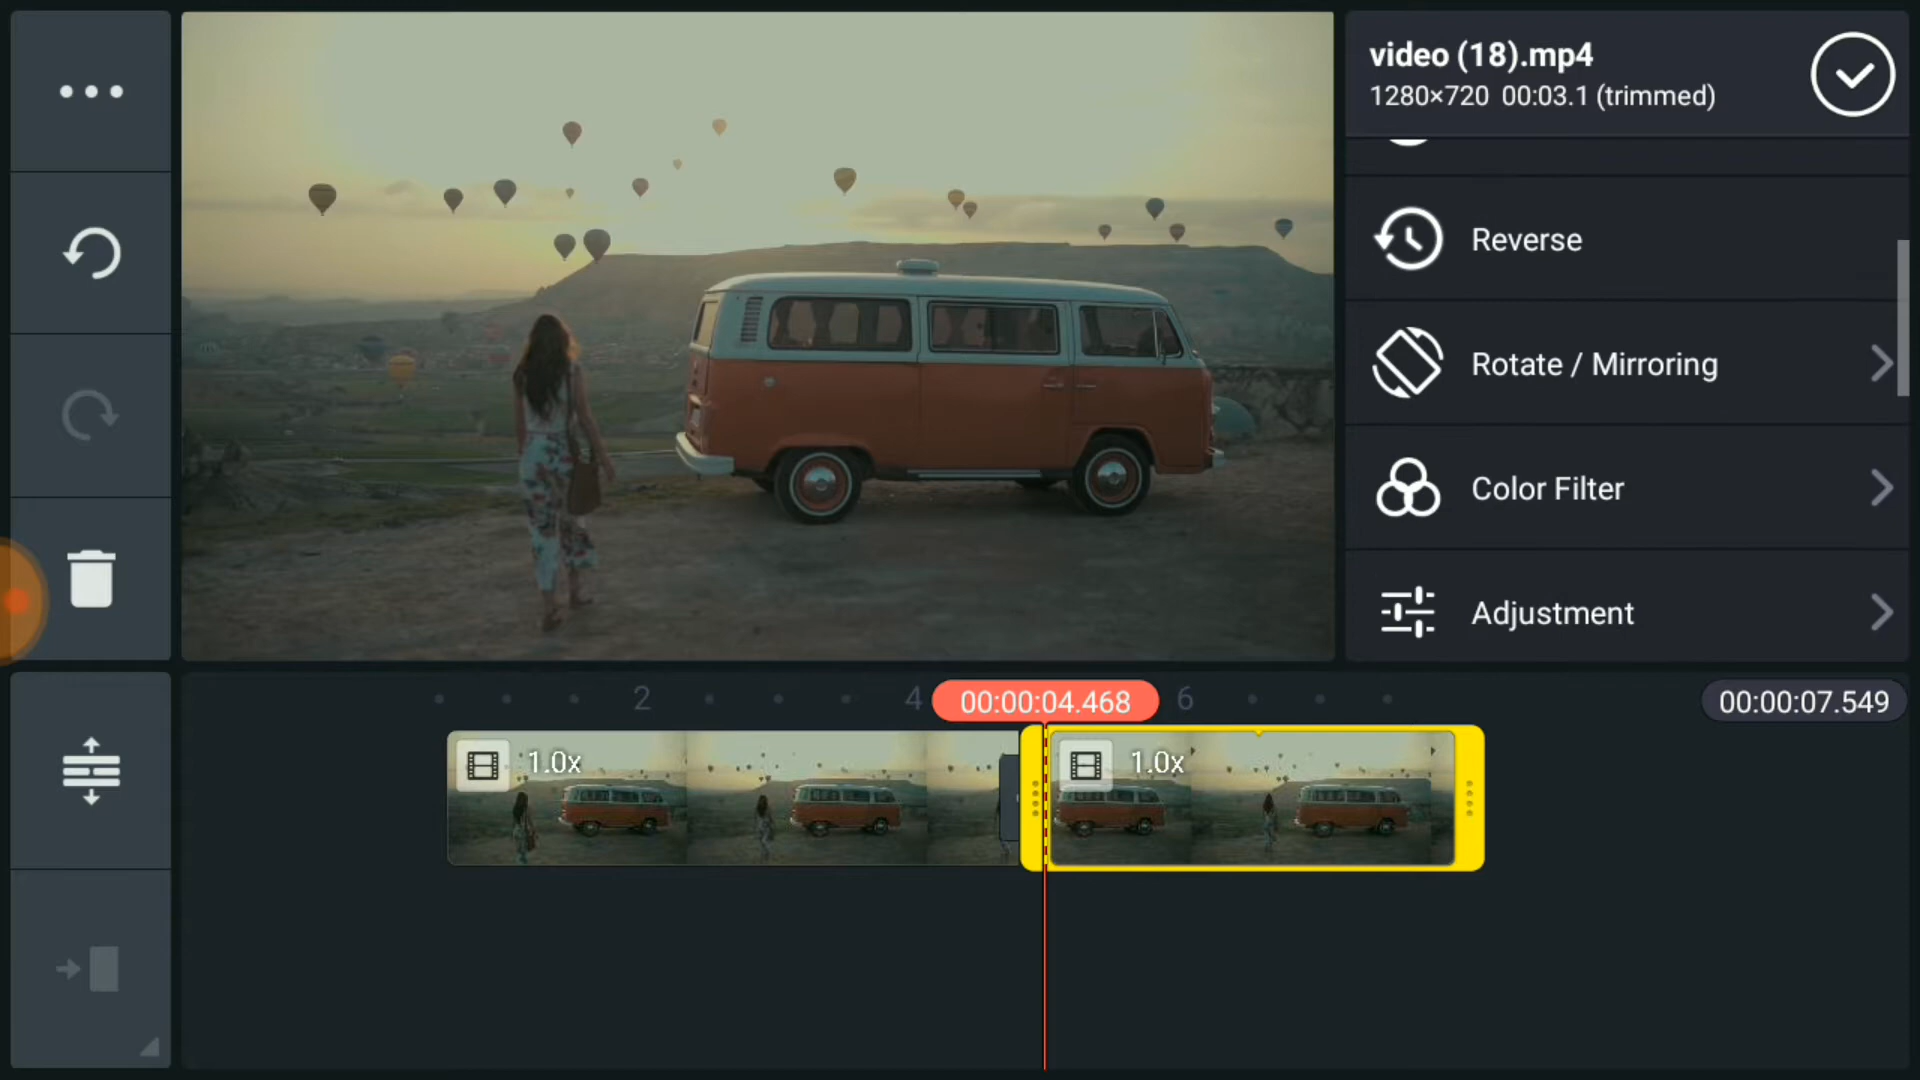 video (18).mp4
1280×720 00:03.1 (trimmed)
Reverse
Rotate / Mirroring
Color Filter
Adjustment
2
4
00:00:04.468
6
00:00:07.549
1.0x
1.0x